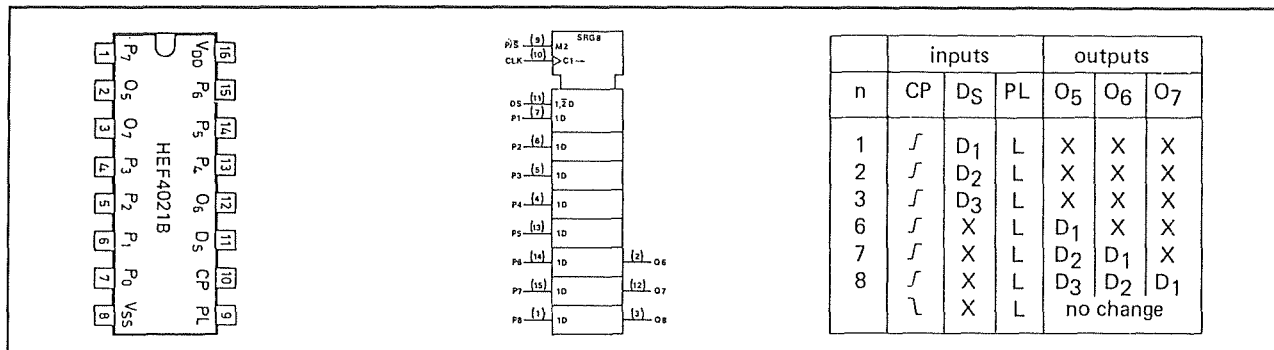 1 P7 VDD 16
2 O5 P6 15
3 O7 P5 14
4 P3 P4 13
5 P2 O6 12
6 P1 DS 11
7 P0 CP 10
8 VSS PL 9
HEF4021B
SRG8
P/S̅ (9) M2
CLK (10) C1→
DS (11) 1,2̅D
P1 (7) 1D
P2 (6) 1D
P3 (5) 1D
P4 (4) 1D
P5 (13) 1D
P6 (14) 1D (2) O6
P7 (15) 1D (12) O7
P8 (1) 1D (3) O8
inputs outputs
n CP DS PL O5 O6 O7
1 ∫ D1 L X X X
2 ∫ D2 L X X X
3 ∫ D3 L X X X
6 ∫ X L D1 X X
7 ∫ X L D2 D1 X
8 ∫ X L D3 D2 D1
X L no change